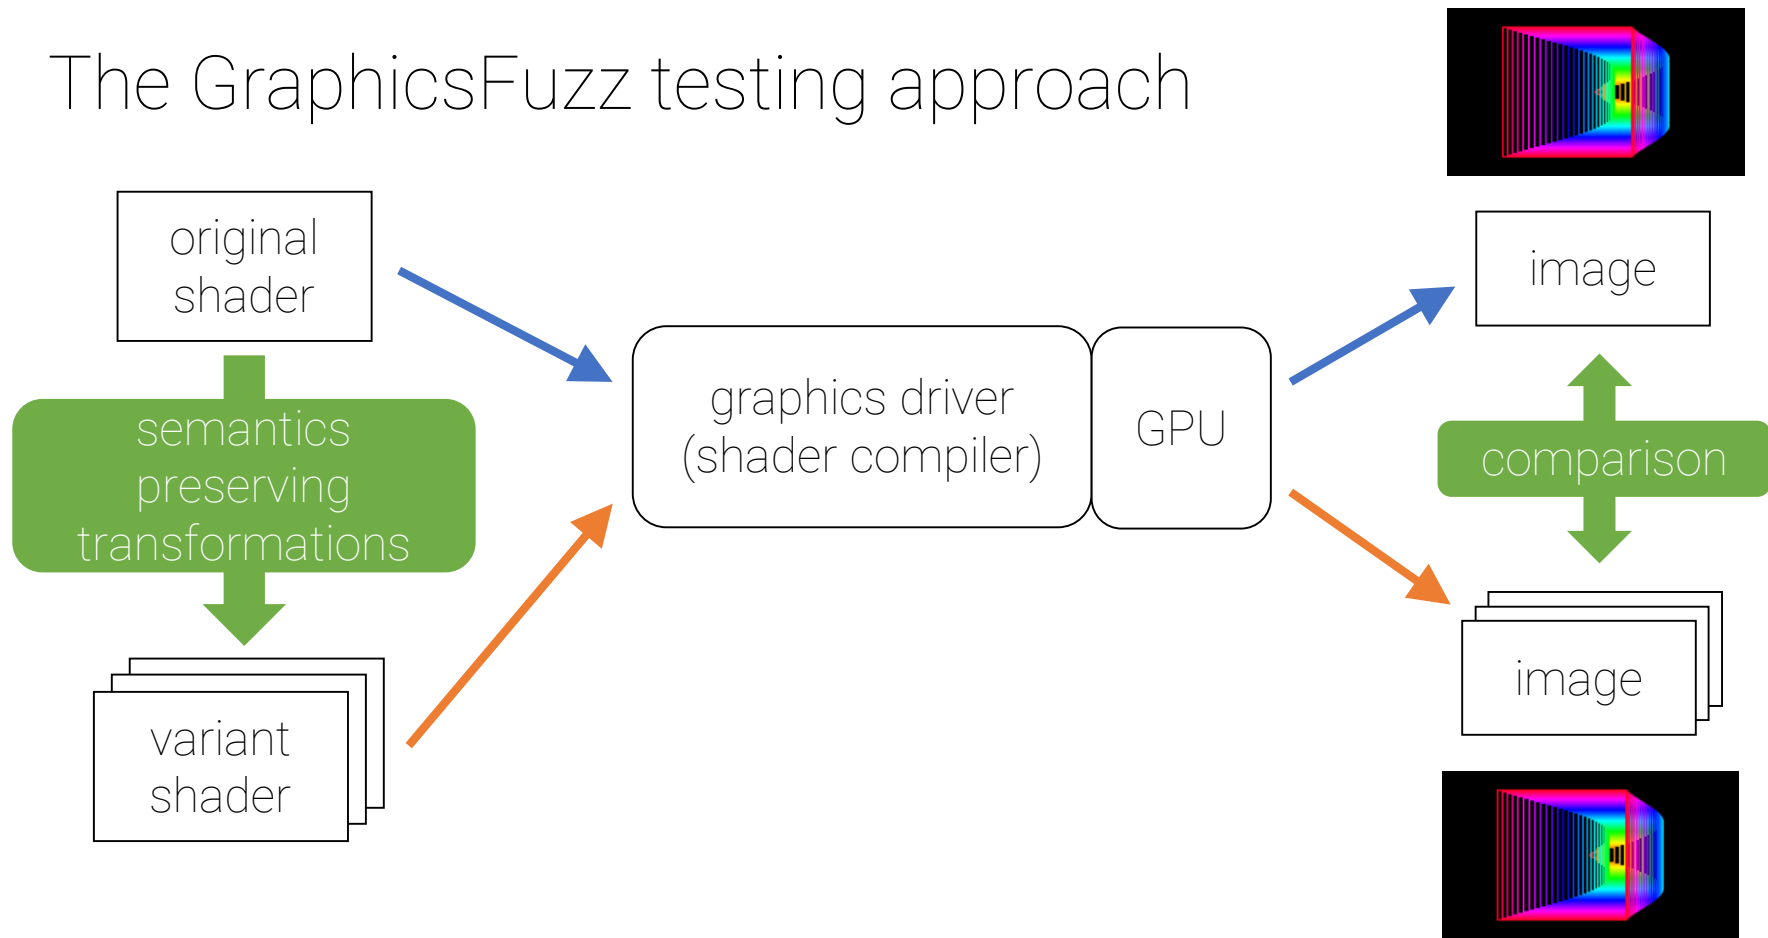 The GraphicsFuzz testing approach
original
shader
semantics
preserving
transformations
variant
shader
graphics driver
(shader compiler)
GPU
image
comparison
image